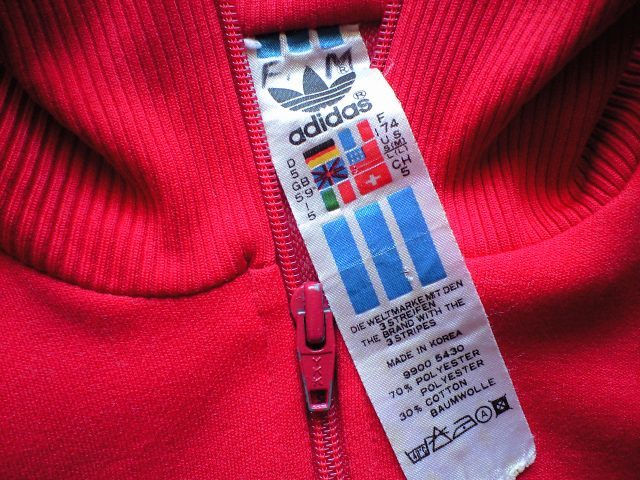 F. M
adidas®
D 5 F 174
GB 5'9" US S(M) L(L)
I 5 CH 5
DIE WELTMARKE MIT DEN
3 STREIFEN
THE BRAND WITH THE
3 STRIPES
MADE IN KOREA
9900 5430
70% POLYESTER
POLYESTER
30% COTTON
BAUMWOLLE